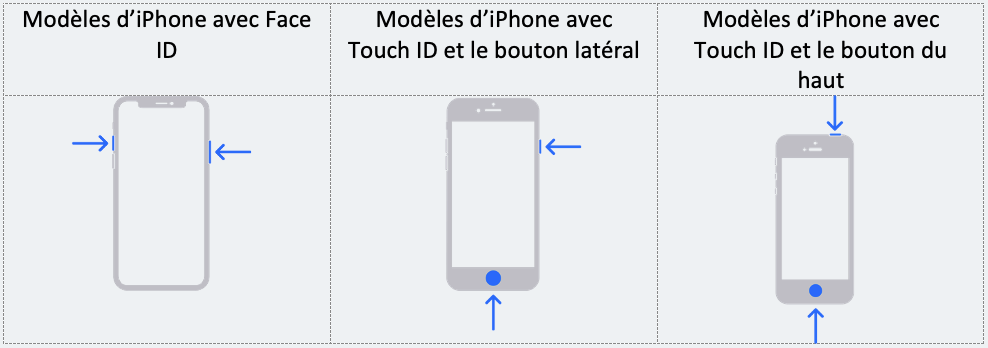 Modèles d’iPhone avec Face
ID
Modèles d’iPhone avec
Touch ID et le bouton latéral
Modèles d’iPhone avec
Touch ID et le bouton du
haut